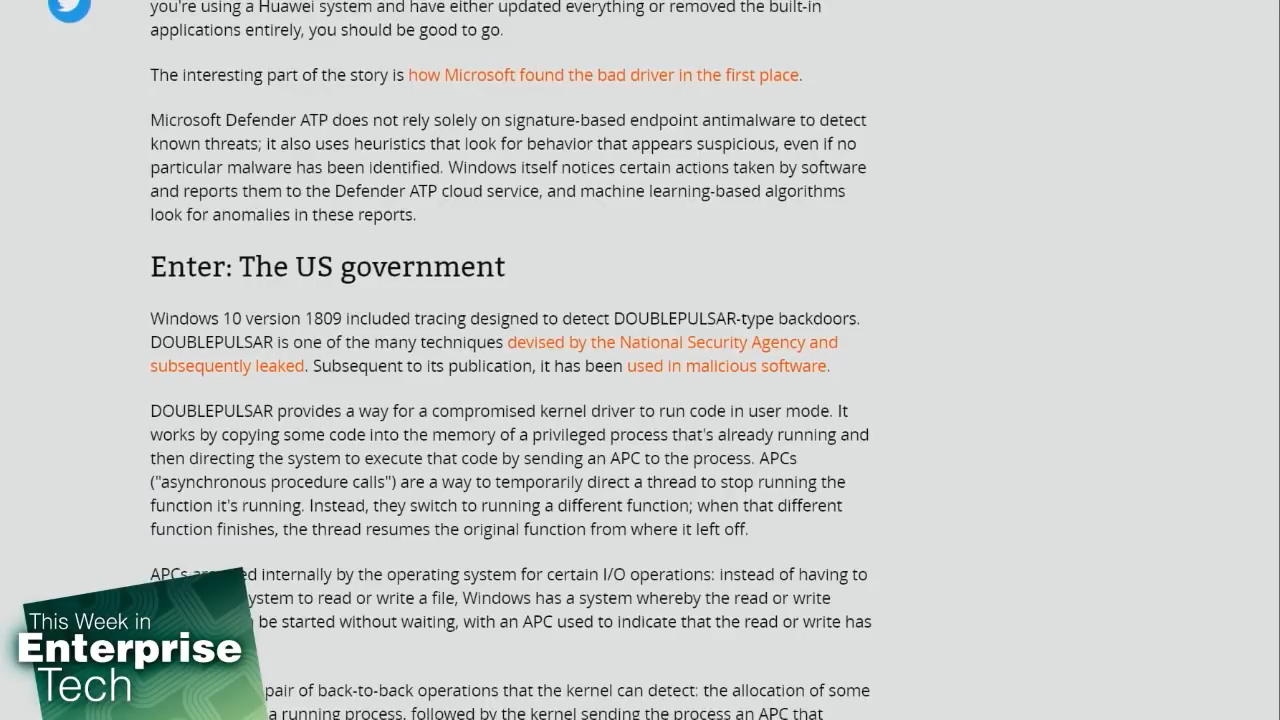 you're using a Huawei system and have either updated everything or removed the built-in
applications entirely, you should be good to go.
The interesting part of the story is how Microsoft found the bad driver in the first place.
Microsoft Defender ATP does not rely solely on signature-based endpoint antimalware to detect
known threats; it also uses heuristics that look for behavior that appears suspicious, even if no
particular malware has been identified. Windows itself notices certain actions taken by software
and reports them to the Defender ATP cloud service, and machine learning-based algorithms
look for anomalies in these reports.
Enter: The US government
Windows 10 version 1809 included tracing designed to detect DOUBLEPULSAR-type backdoors.
DOUBLEPULSAR is one of the many techniques devised by the National Security Agency and
subsequently leaked. Subsequent to its publication, it has been used in malicious software.
DOUBLEPULSAR provides a way for a compromised kernel driver to run code in user mode. It
works by copying some code into the memory of a privileged process that's already running and
then directing the system to execute that code by sending an APC to the process. APCs
("asynchronous procedure calls") are a way to temporarily direct a thread to stop running the
function it's running. Instead, they switch to running a different function; when that different
function finishes, the thread resumes the original function from where it left off.
APCs internally by the operating system for certain I/O operations: instead of having to
system to read or write a file, Windows has a system whereby the read or write
be started without waiting, with an APC used to indicate that the read or write has
pair of back-to-back operations that the kernel can detect: the allocation of some
a running process, followed by the kernel sending the process an APC that
This Week in
Enterprise
Tech